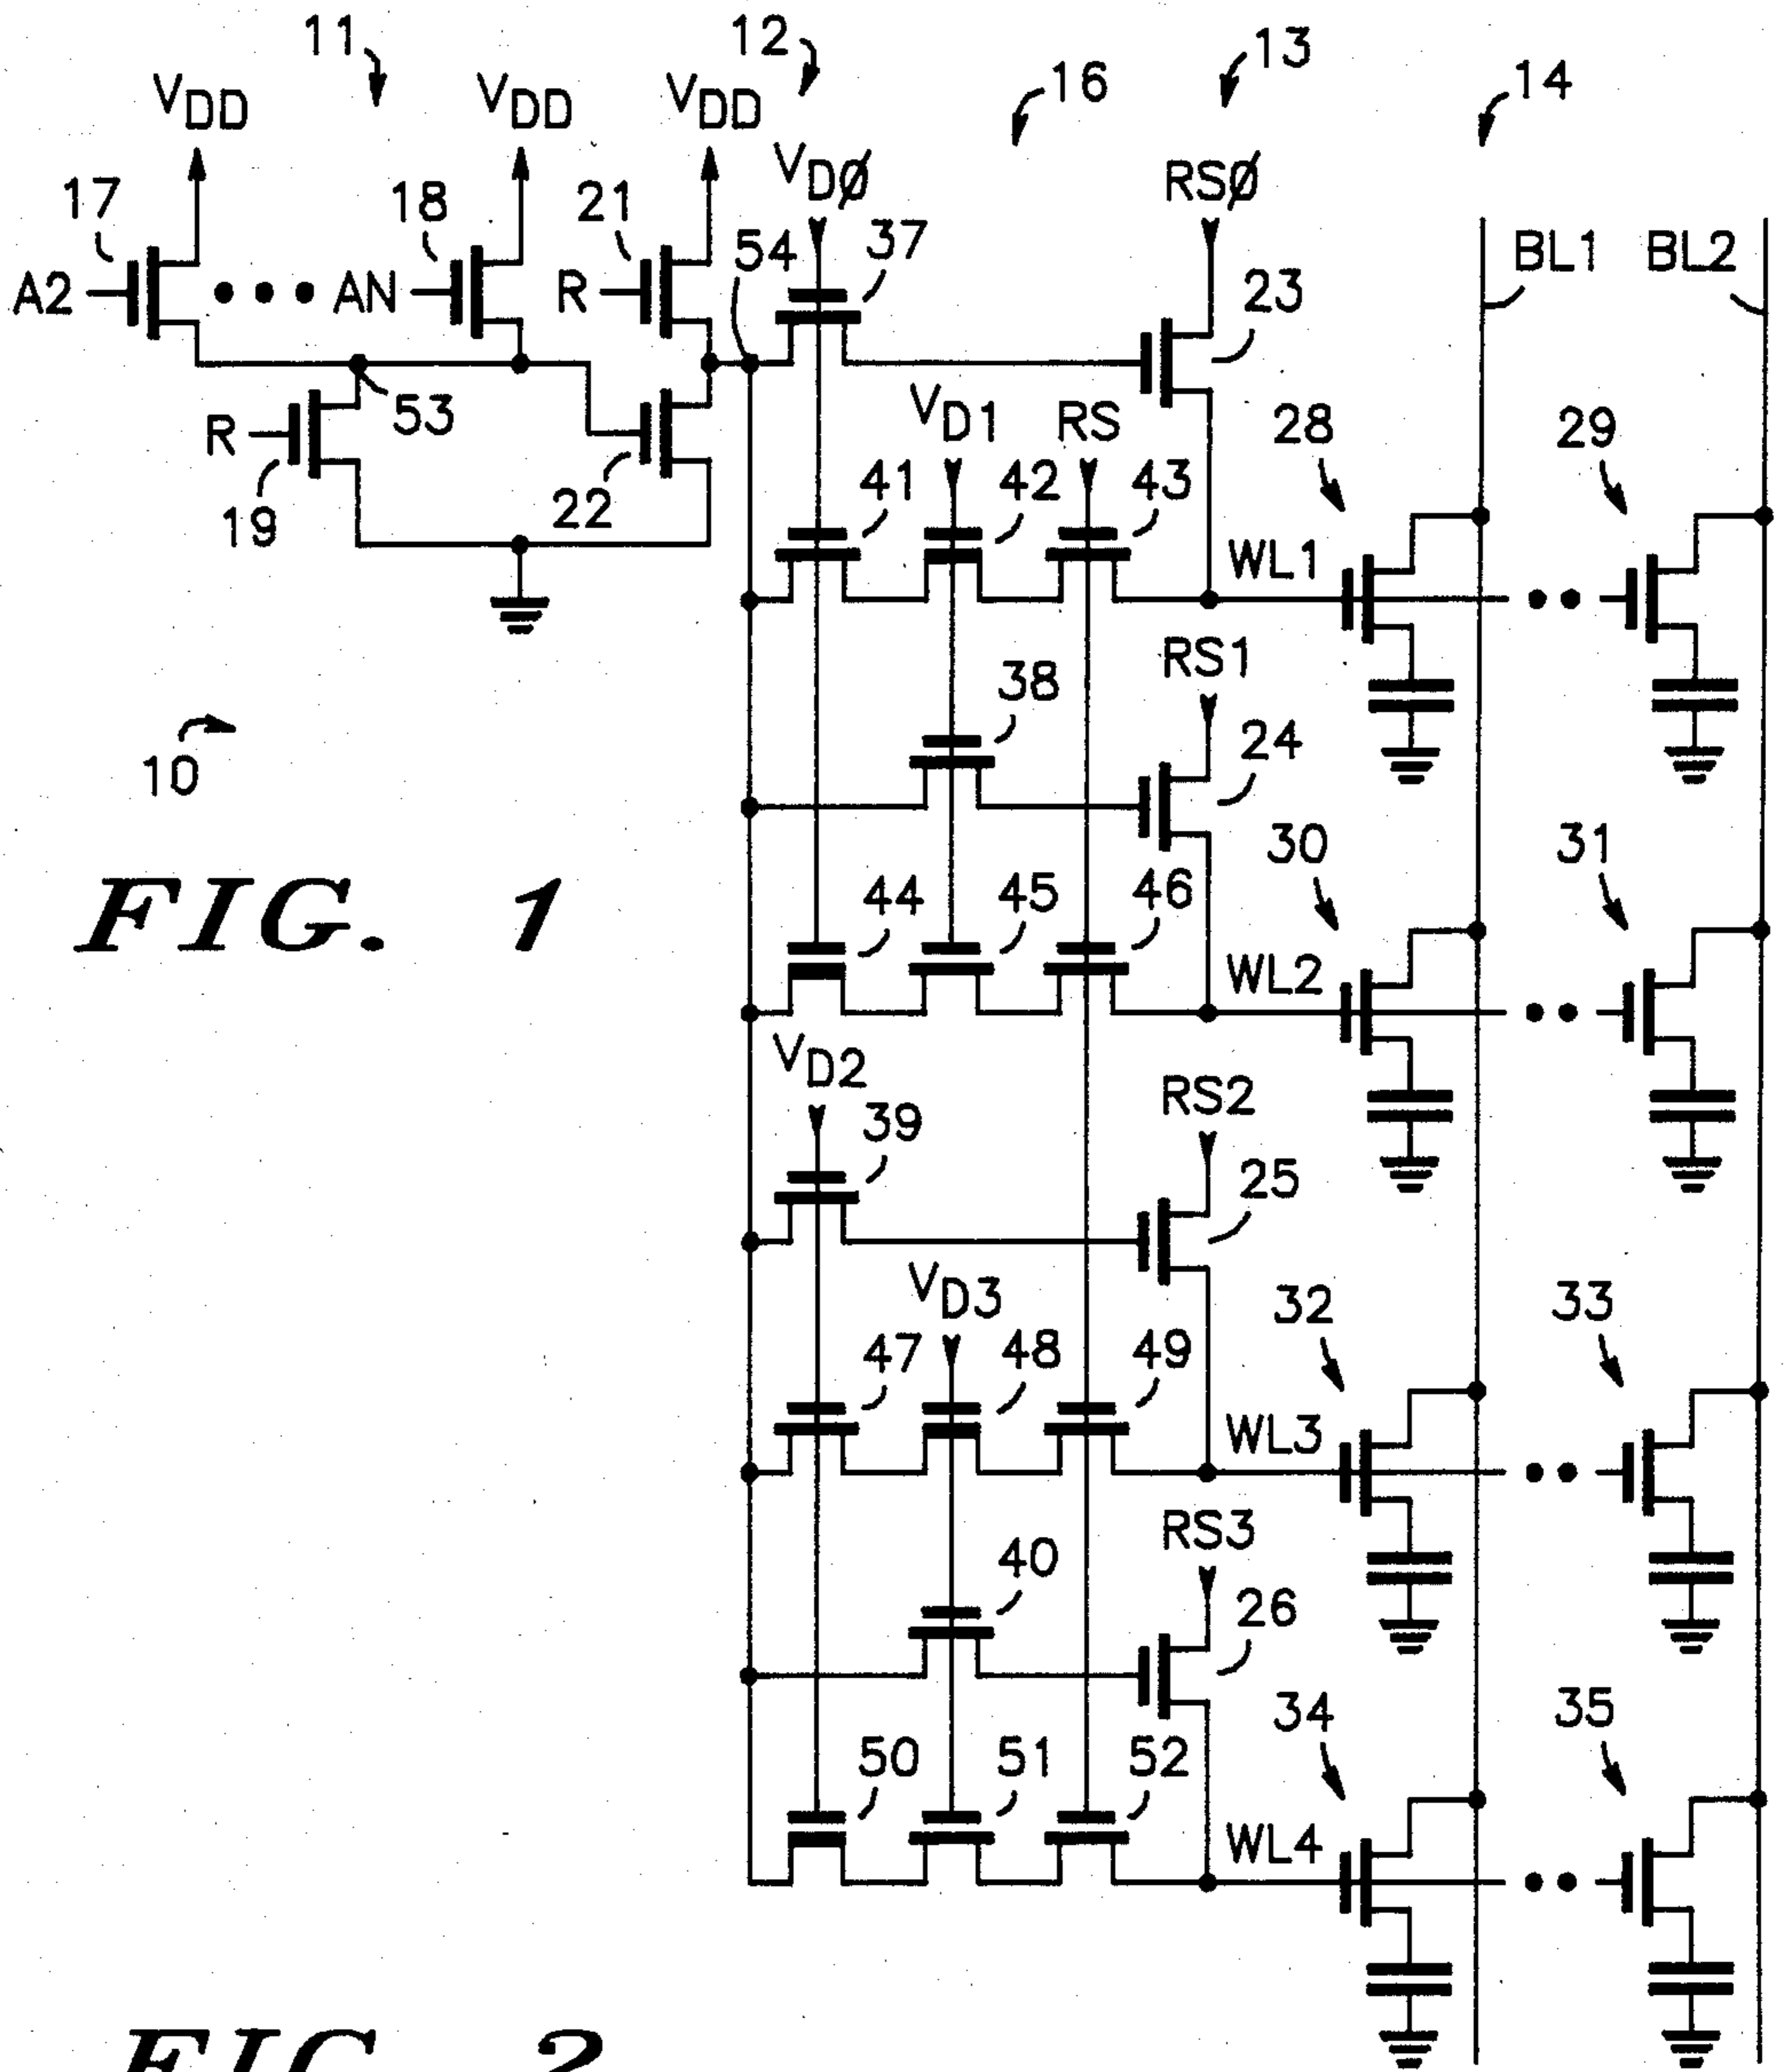 11 12 16 13 14
VDD VDD VDD VDØ RSØ
17 18 21 54 37 23 BL1 BL2
A2 AN R
R 53 VD1 RS 28 29
19 22 41 42 43 WL1
RS1
10 38 24
30 31
44 45 46 WL2
FIG. 1
VD2 RS2
39 25
VD3 32 33
47 48 49 WL3
RS3
40 26
34 35
50 51 52 WL4
FIG. 2